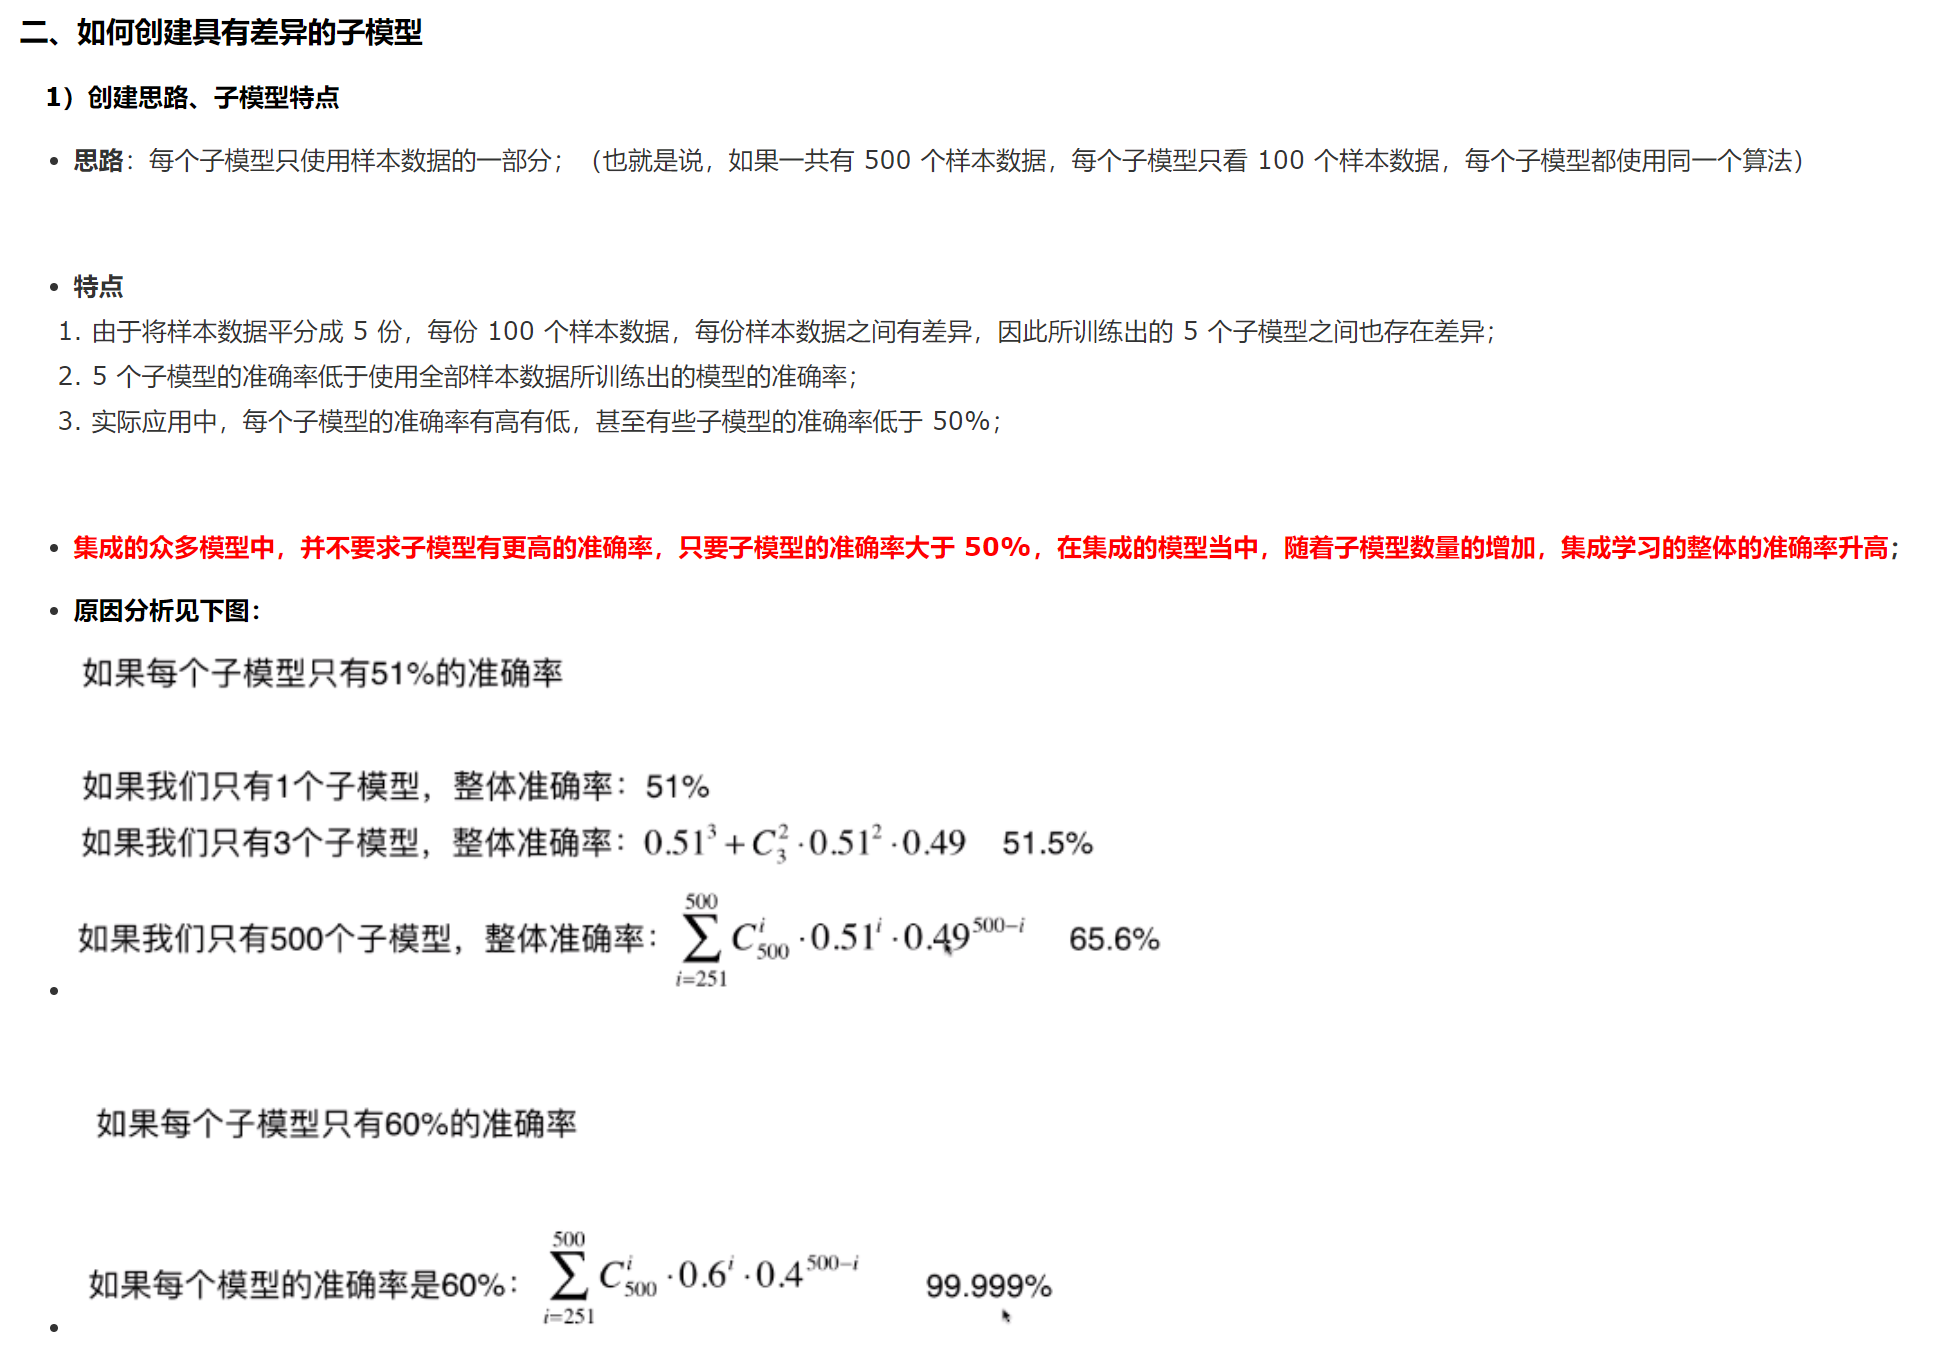 二、如何创建具有差异的子模型
1）创建思路、子模型特点
• 思路：每个子模型只使用样本数据的一部分；（也就是说，如果一共有 500 个样本数据，每个子模型只看 100 个样本数据，每个子模型都使用同一个算法）
• 特点
1. 由于将样本数据平分成 5 份，每份 100 个样本数据，每份样本数据之间有差异，因此所训练出的 5 个子模型之间也存在差异；
2. 5 个子模型的准确率低于使用全部样本数据所训练出的模型的准确率；
3. 实际应用中，每个子模型的准确率有高有低，甚至有些子模型的准确率低于 50%；
• 集成的众多模型中，并不要求子模型有更高的准确率，只要子模型的准确率大于 50%，在集成的模型当中，随着子模型数量的增加，集成学习的整体的准确率升高；
• 原因分析见下图：
如果每个子模型只有51%的准确率
如果我们只有1个子模型，整体准确率：51%
如果我们只有3个子模型，整体准确率：$0.51^3 + C_3^2 \cdot 0.51^2 \cdot 0.49$ 51.5%
如果我们只有500个子模型，整体准确率：$\sum_{i=251}^{500} C_{500}^i \cdot 0.51^i \cdot 0.49^{500-i}$ 65.6%
如果每个子模型只有60%的准确率
如果每个模型的准确率是60%：$\sum_{i=251}^{500} C_{500}^i \cdot 0.6^i \cdot 0.4^{500-i}$ 99.999%